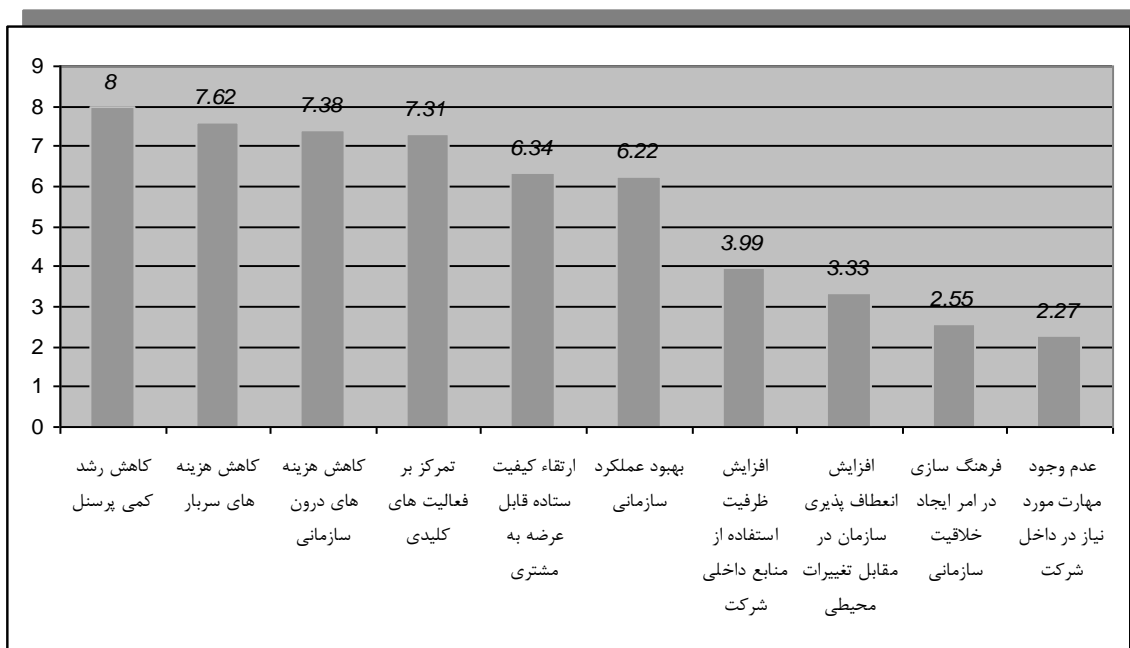 9
8
7
6
5
4
3
2
1
0
8
7.62
7.38
7.31
6.34
6.22
3.99
3.33
2.55
2.27
کاهش رشد
کمی پرسنل
کاهش هزینه
های سربار
کاهش هزینه
های درون
سازمانی
تمرکز بر
فعالیت های
کلیدی
ارتقاء کیفیت
ستاده قابل
عرضه به
مشتری
بهبود عملکرد
سازمانی
افزایش
ظرفیت
استفاده از
منابع داخلی
شرکت
افزایش
انعطاف پذیری
سازمان در
مقابل تغییرات
محیطی
فرهنگ سازی
در امر ایجاد
خلاقیت
سازمانی
عدم وجود
مهارت مورد
نیاز در داخل
شرکت